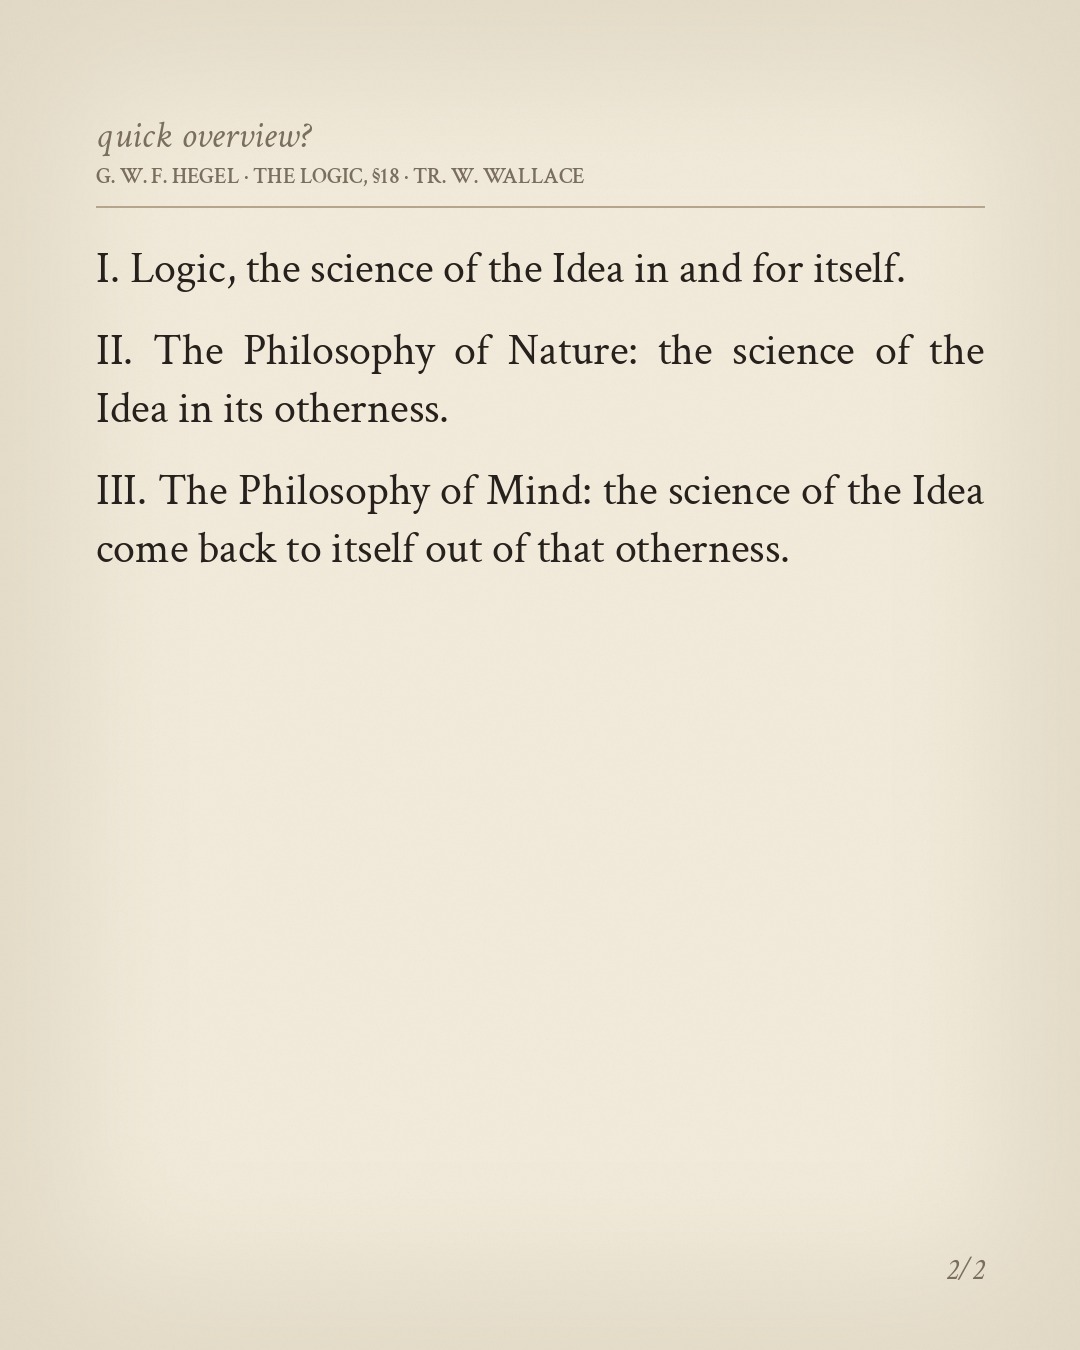 quick overview?
G. W. F. HEGEL · THE LOGIC, §18 · TR. W. WALLACE
I. Logic, the science of the Idea in and for itself.
II. The Philosophy of Nature: the science of the
Idea in its otherness.
III. The Philosophy of Mind: the science of the Idea
come back to itself out of that otherness.
2/2